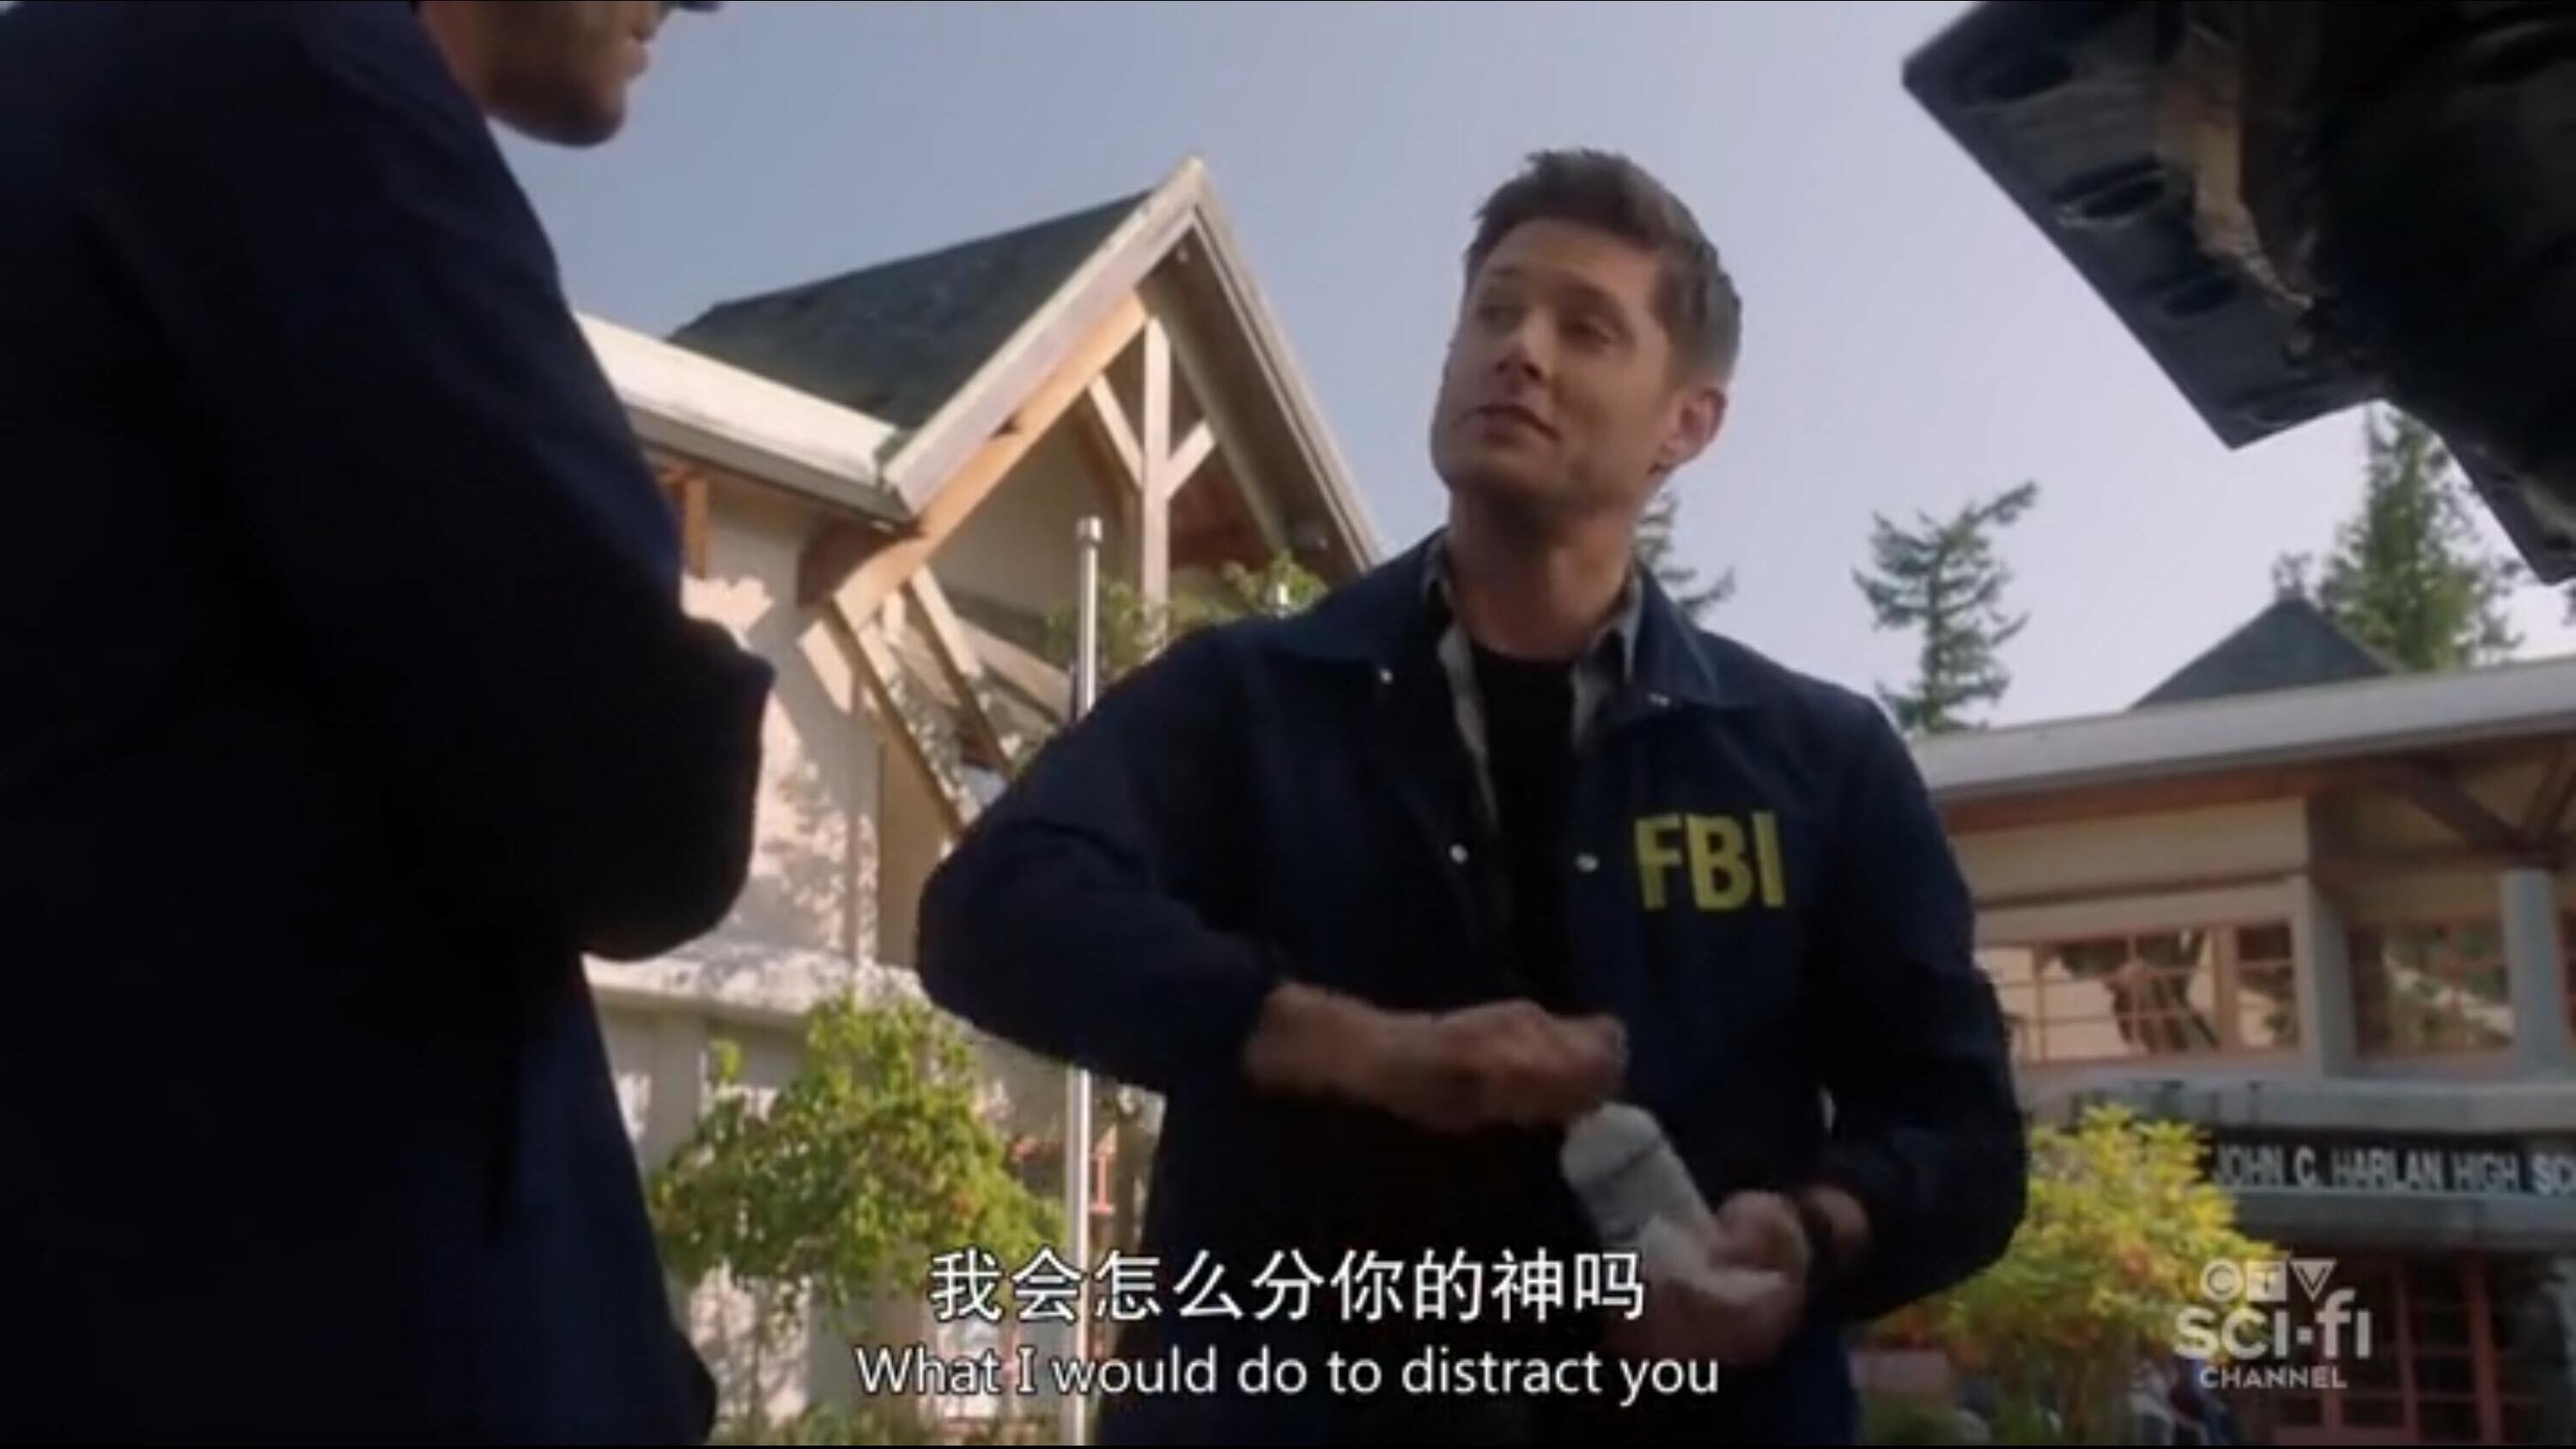 FBI
JOHN C. HARLAN HIGH
我会怎么分你的神吗
What I would do to distract you
CTV
sci-fi
CHANNEL